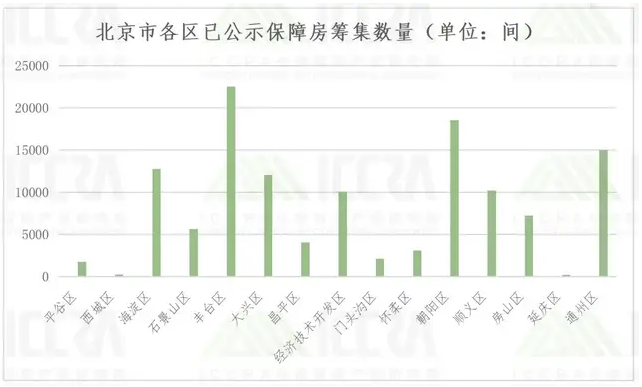 北京市各区已公示保障房筹集数量（单位：间）
25000
20000
15000
10000
5000
0
平谷区
西城区
海淀区
石景山区
丰台区
大兴区
昌平区
经济技术开发区
门头沟区
怀柔区
朝阳区
顺义区
房山区
延庆区
通州区
ICCRA